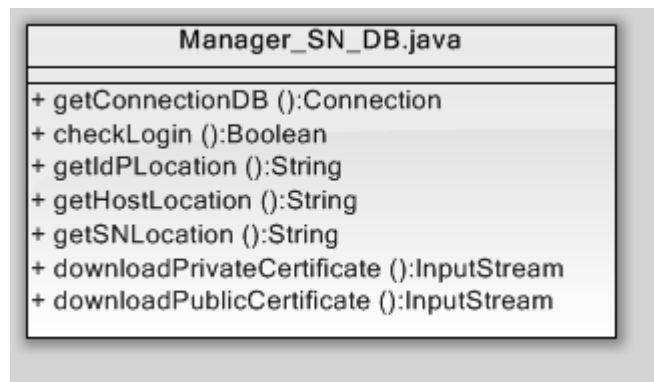 Manager_SN_DB.java
+ getConnectionDB ():Connection
+ checkLogin ():Boolean
+ getIdPLocation ():String
+ getHostLocation ():String
+ getSNLocation ():String
+ downloadPrivateCertificate ():InputStream
+ downloadPublicCertificate ():InputStream